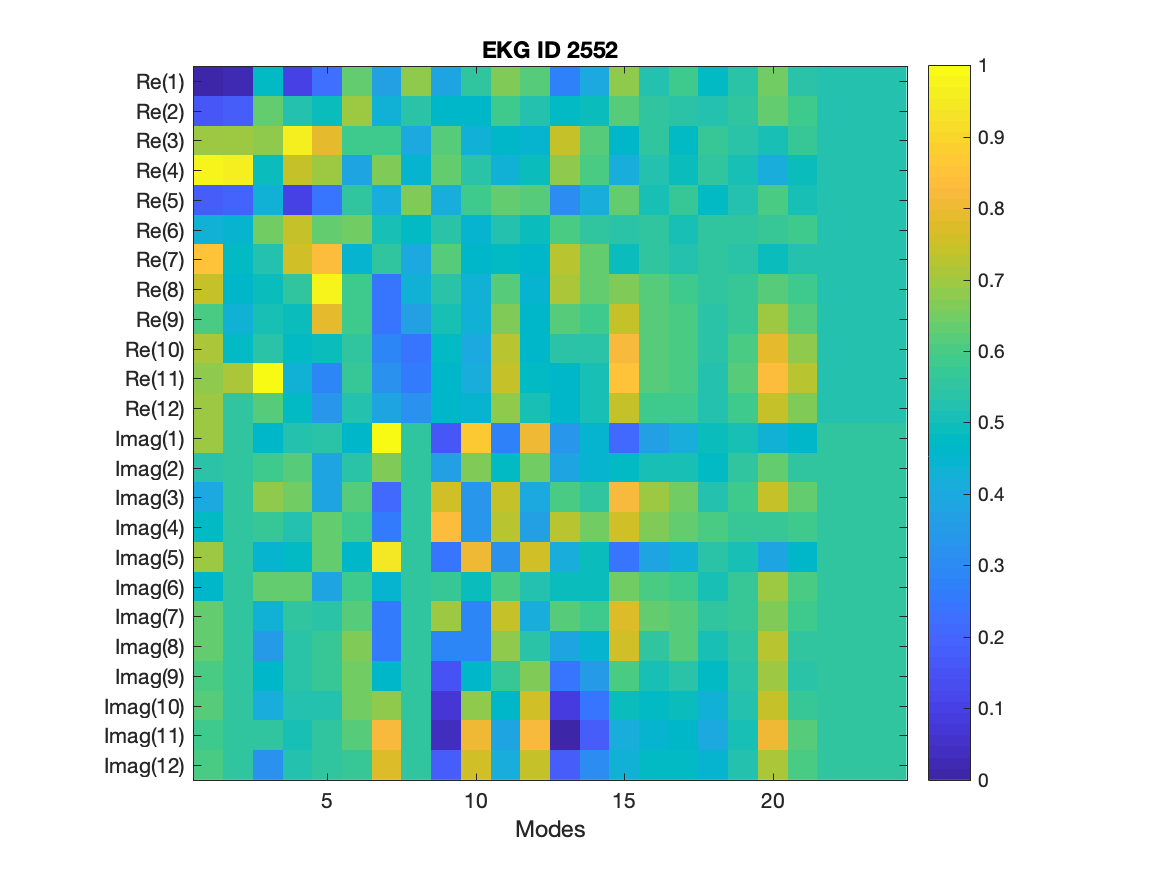 EKG ID 2552
Re(1)
Re(2)
Re(3)
Re(4)
Re(5)
Re(6)
Re(7)
Re(8)
Re(9)
Re(10)
Re(11)
Re(12)
Imag(1)
Imag(2)
Imag(3)
Imag(4)
Imag(5)
Imag(6)
Imag(7)
Imag(8)
Imag(9)
Imag(10)
Imag(11)
Imag(12)
5 10 15 20
Modes
1
0.9
0.8
0.7
0.6
0.5
0.4
0.3
0.2
0.1
0